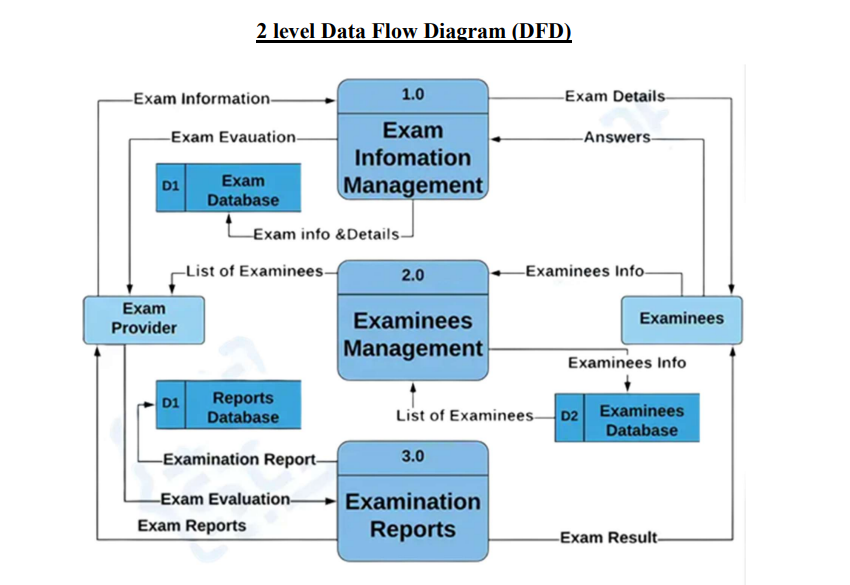 2 level Data Flow Diagram (DFD)
Exam Information
1.0
Exam Details
Exam Evauation
Exam
Infomation
Management
Answers
D1
Exam
Database
Exam info &Details
List of Examinees
2.0
Examinees Info
Exam
Provider
Examinees
Management
Examinees
Examinees Info
D1
Reports
Database
List of Examinees
D2
Examinees
Database
Examination Report
3.0
Exam Evaluation
Examination
Reports
Exam Reports
Exam Result